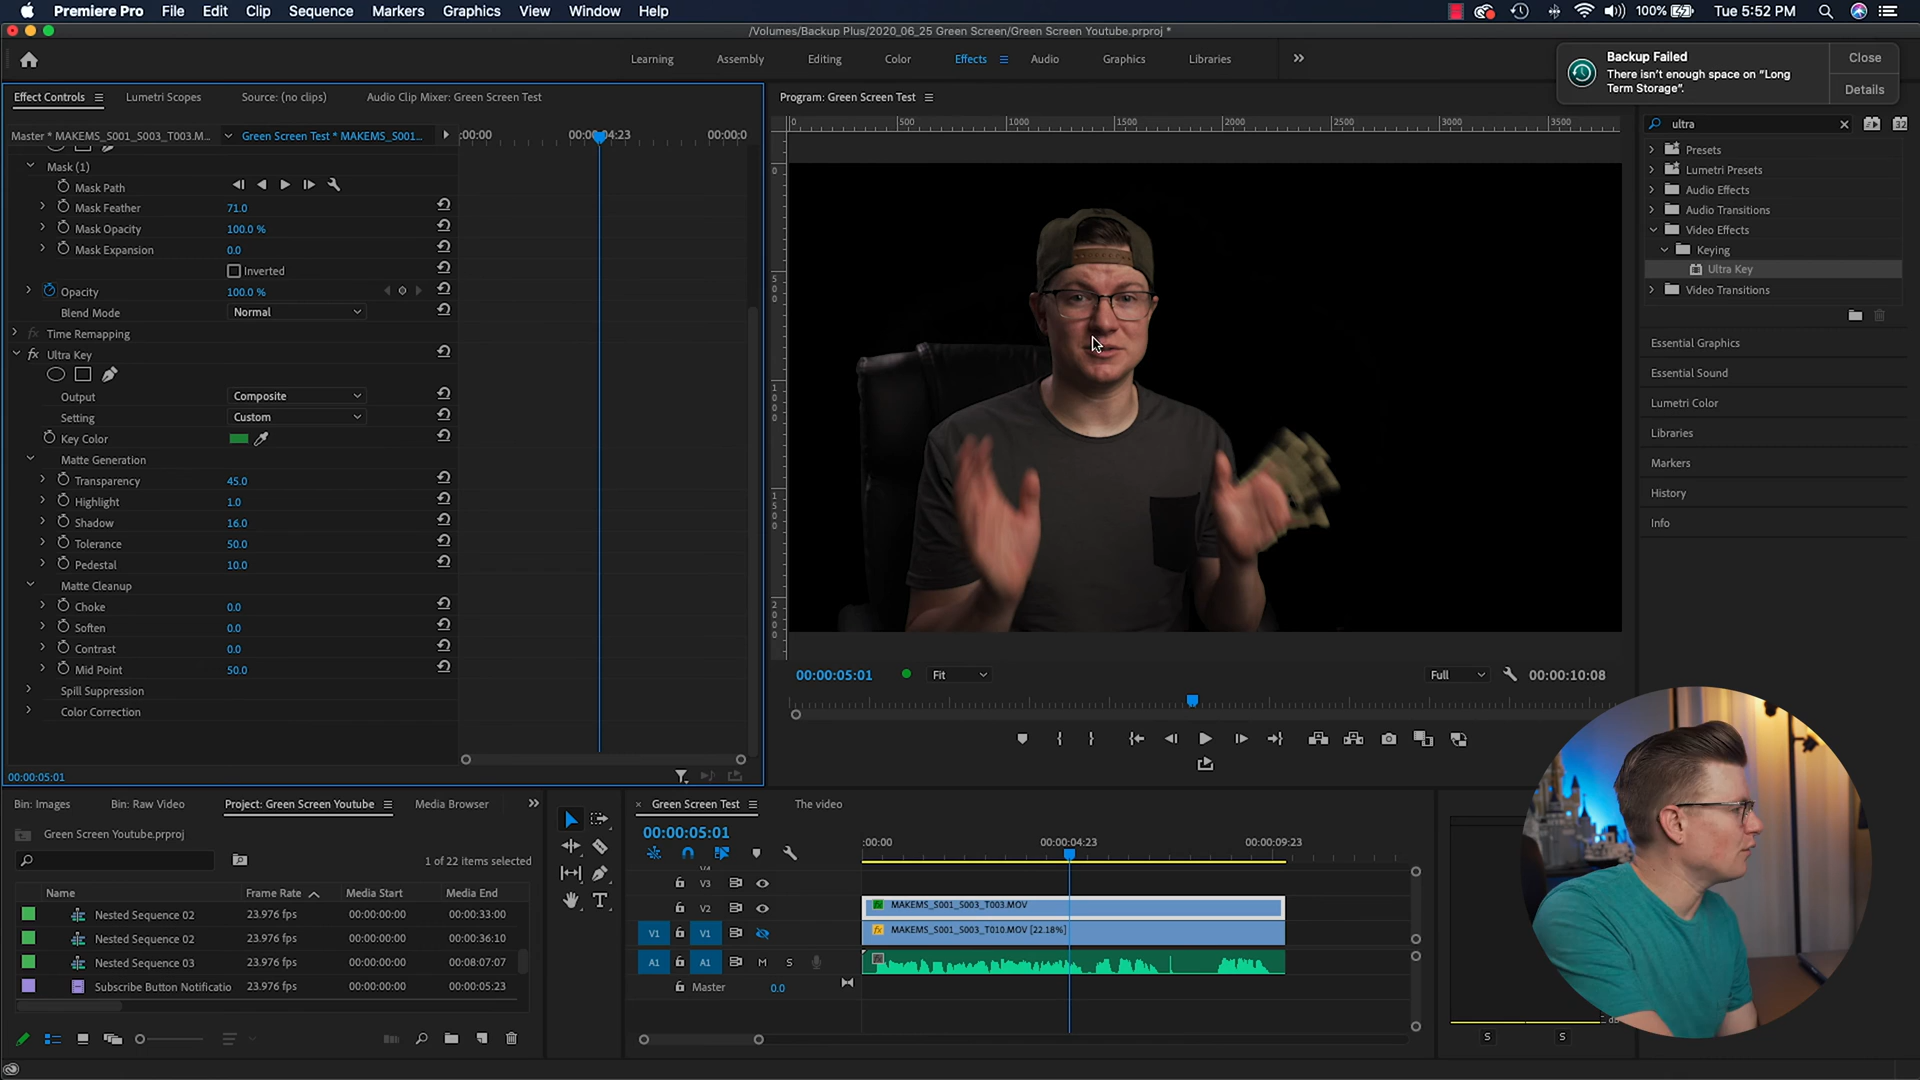 Premiere Pro File Edit Clip Sequence Markers Graphics View Window Help
100% Tue 5:52 PM
/Volumes/Backup Plus/2020_06_25 Green Screen/Green Screen Youtube.prproj *
Learning Assembly Editing Color Effects Audio Graphics Libraries
Backup Failed
There isn't enough space on "Long
Term Storage".
Close
Details
Effect Controls Lumetri Scopes Source: (no clips) Audio Clip Mixer: Green Screen Test
Master * MAKEMS_S001_S003_T003.M... Green Screen Test * MAKEMS_S001...
;00:00 00:00:04:23 00:00:0
Mask (1)
Mask Path
Mask Feather 71.0
Mask Opacity 100.0 %
Mask Expansion 0.0
Inverted
Opacity 100.0 %
Blend Mode Normal
Time Remapping
fx Ultra Key
Output Composite
Setting Custom
Key Color
Matte Generation
Transparency 45.0
Highlight 1.0
Shadow 16.0
Tolerance 50.0
Pedestal 10.0
Matte Cleanup
Choke 0.0
Soften 0.0
Contrast 0.0
Mid Point 50.0
Spill Suppression
Color Correction
00:00:05:01
Program: Green Screen Test
0 500 1000 1500 2000 2500 3000 3500
0
500
1000
1500
2000
00:00:05:01 Fit Full 00:00:10:08
ultra
Presets
Lumetri Presets
Audio Effects
Audio Transitions
Video Effects
Keying
Ultra Key
Video Transitions
Essential Graphics
Essential Sound
Lumetri Color
Libraries
Markers
History
Info
Bin: Images Bin: Raw Video Project: Green Screen Youtube Media Browser
Green Screen Youtube.prproj
1 of 22 items selected
Name Frame Rate Media Start Media End
Nested Sequence 02 23.976 fps 00:00:00:00 00:00:33:00
Nested Sequence 02 23.976 fps 00:00:00:00 00:00:36:10
Nested Sequence 03 23.976 fps 00:00:00:00 00:08:07:07
Subscribe Button Notificatio 23.976 fps 00:00:00:00 00:00:05:23
Green Screen Test The video
00:00:05:01
:00:00 00:00:04:23 00:00:09:23
V3
V2 MAKEMS_S001_S003_T003.MOV
V1 V1 MAKEMS_S001_S003_T010.MOV [22.18%]
A1 A1 M S
Master 0.0
S S